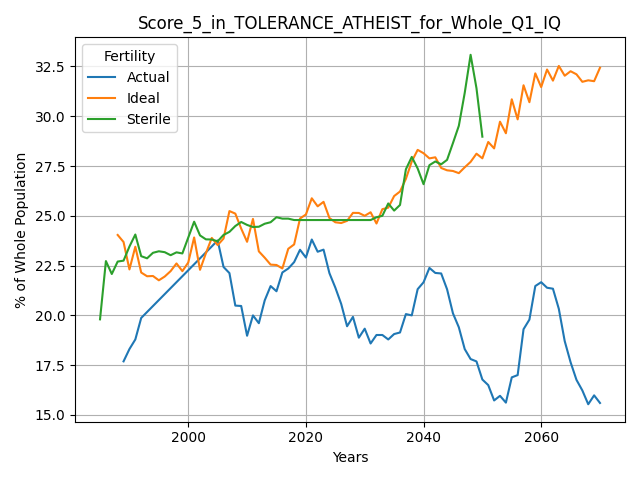 Score_5_in_TOLERANCE_ATHEIST_for_Whole_Q1_IQ
Fertility
Actual
Ideal
Sterile
% of Whole Population
32.5
30.0
27.5
25.0
22.5
20.0
17.5
15.0
2000
2020
2040
2060
Years